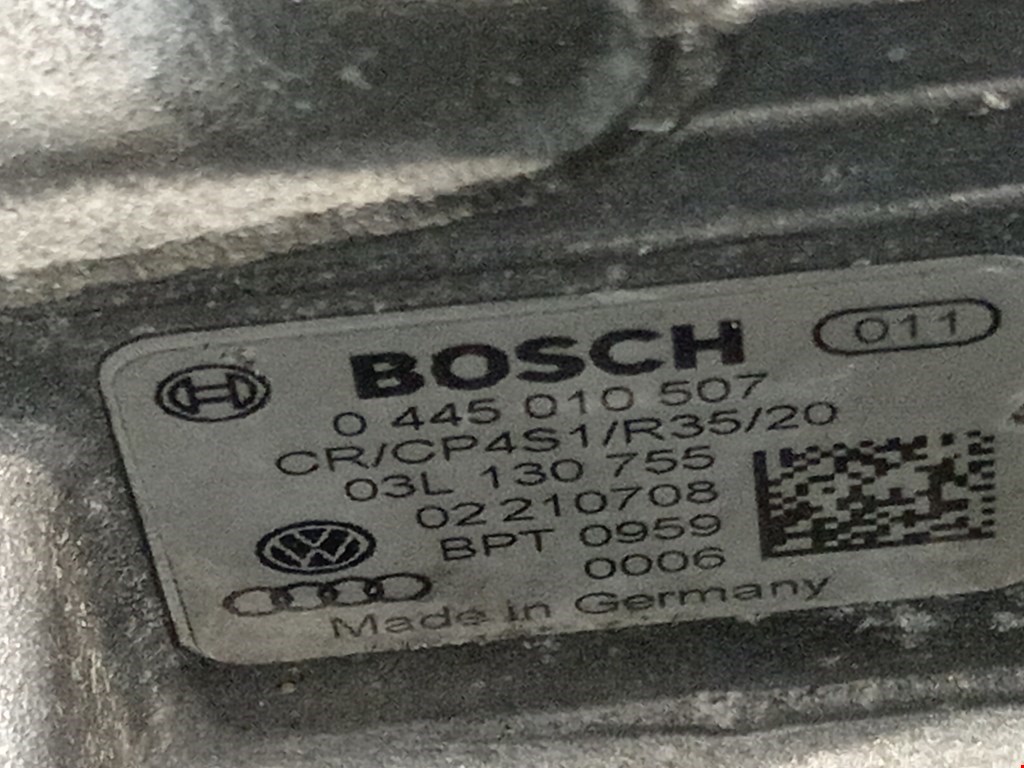 BOSCH
011
0 445 010 507
CR/CP4S1/R35/20
03L 130 755
02 210708
BPT 0959
0006
Made in Germany